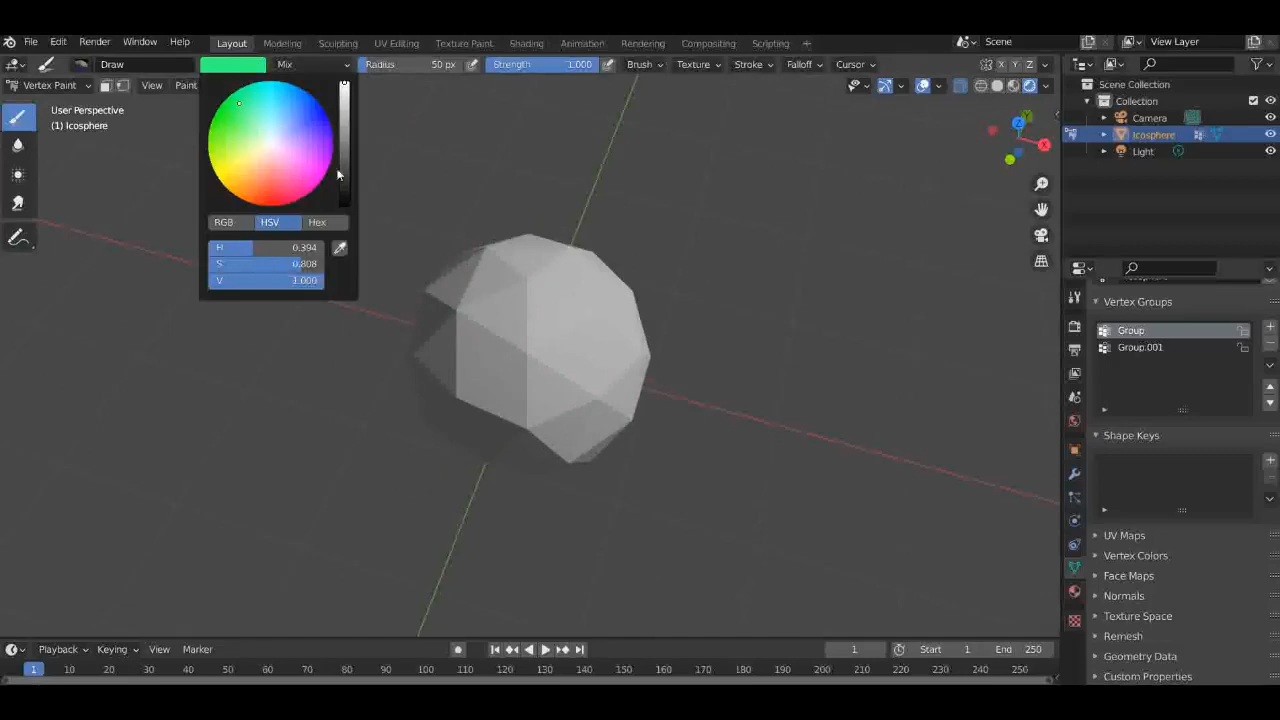 File Edit Render Window Help Layout Modeling Sculpting UV Editing Texture Paint Shading Animation Rendering Compositing Scripting + Scene View Layer
Draw Mix Radius 50 px Strength 1.000 Brush Texture Stroke Falloff Cursor X Y Z
Vertex Paint View Paint
Scene Collection
Collection
Camera
Icosphere
Light
User Perspective
(1) Icosphere
Z
Y
X
RGB HSV Hex
H 0.394
S 0.808
V 1.000
Vertex Groups
Group
Group.001
Shape Keys
UV Maps
Vertex Colors
Face Maps
Normals
Texture Space
Remesh
Geometry Data
Custom Properties
Playback Keying View Marker 1 Start 1 End 250
1 10 20 30 40 50 60 70 80 90 100 110 120 130 140 150 160 170 180 190 200 210 220 230 240 250